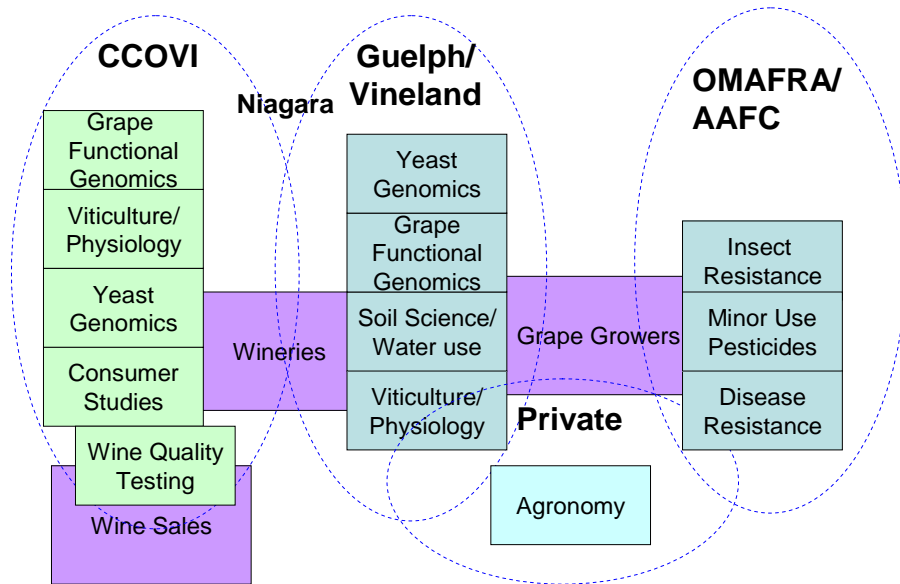 CCOVI
Niagara
Guelph/
Vineland
OMAFRA/
AAFC
Grape
Functional
Genomics
Viticulture/
Physiology
Yeast
Genomics
Consumer
Studies
Wine Quality
Testing
Wine Sales
Wineries
Yeast
Genomics
Grape
Functional
Genomics
Soil Science/
Water use
Viticulture/
Physiology
Grape Growers
Private
Agronomy
Insect
Resistance
Minor Use
Pesticides
Disease
Resistance